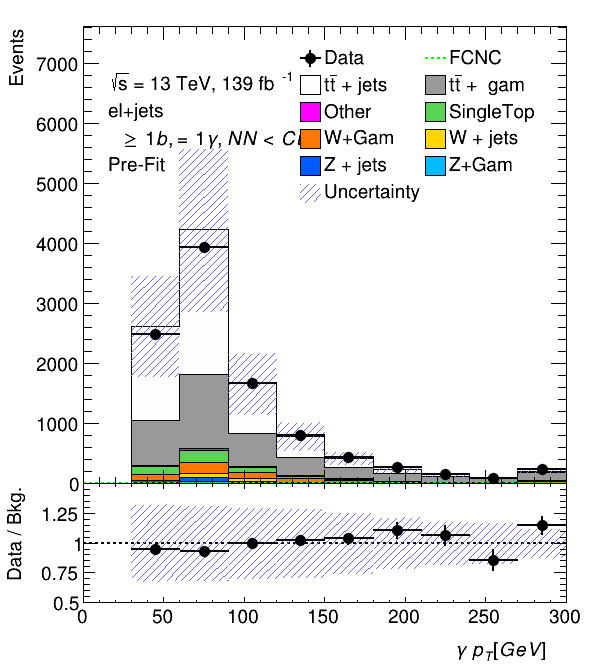 Events
7000
6000
5000
4000
3000
2000
1000
0
√s = 13 TeV, 139 fb⁻¹
el+jets
≥ 1b, = 1γ, NN <
Pre-Fit
Data
FCNC
tt̄ + jets
tt̄ + gam
Other
SingleTop
W+Gam
W + jets
Z + jets
Z+Gam
Uncertainty
Data / Bkg.
1.25
1
0.75
0.5
0 50 100 150 200 250 300
γ p_T[GeV]